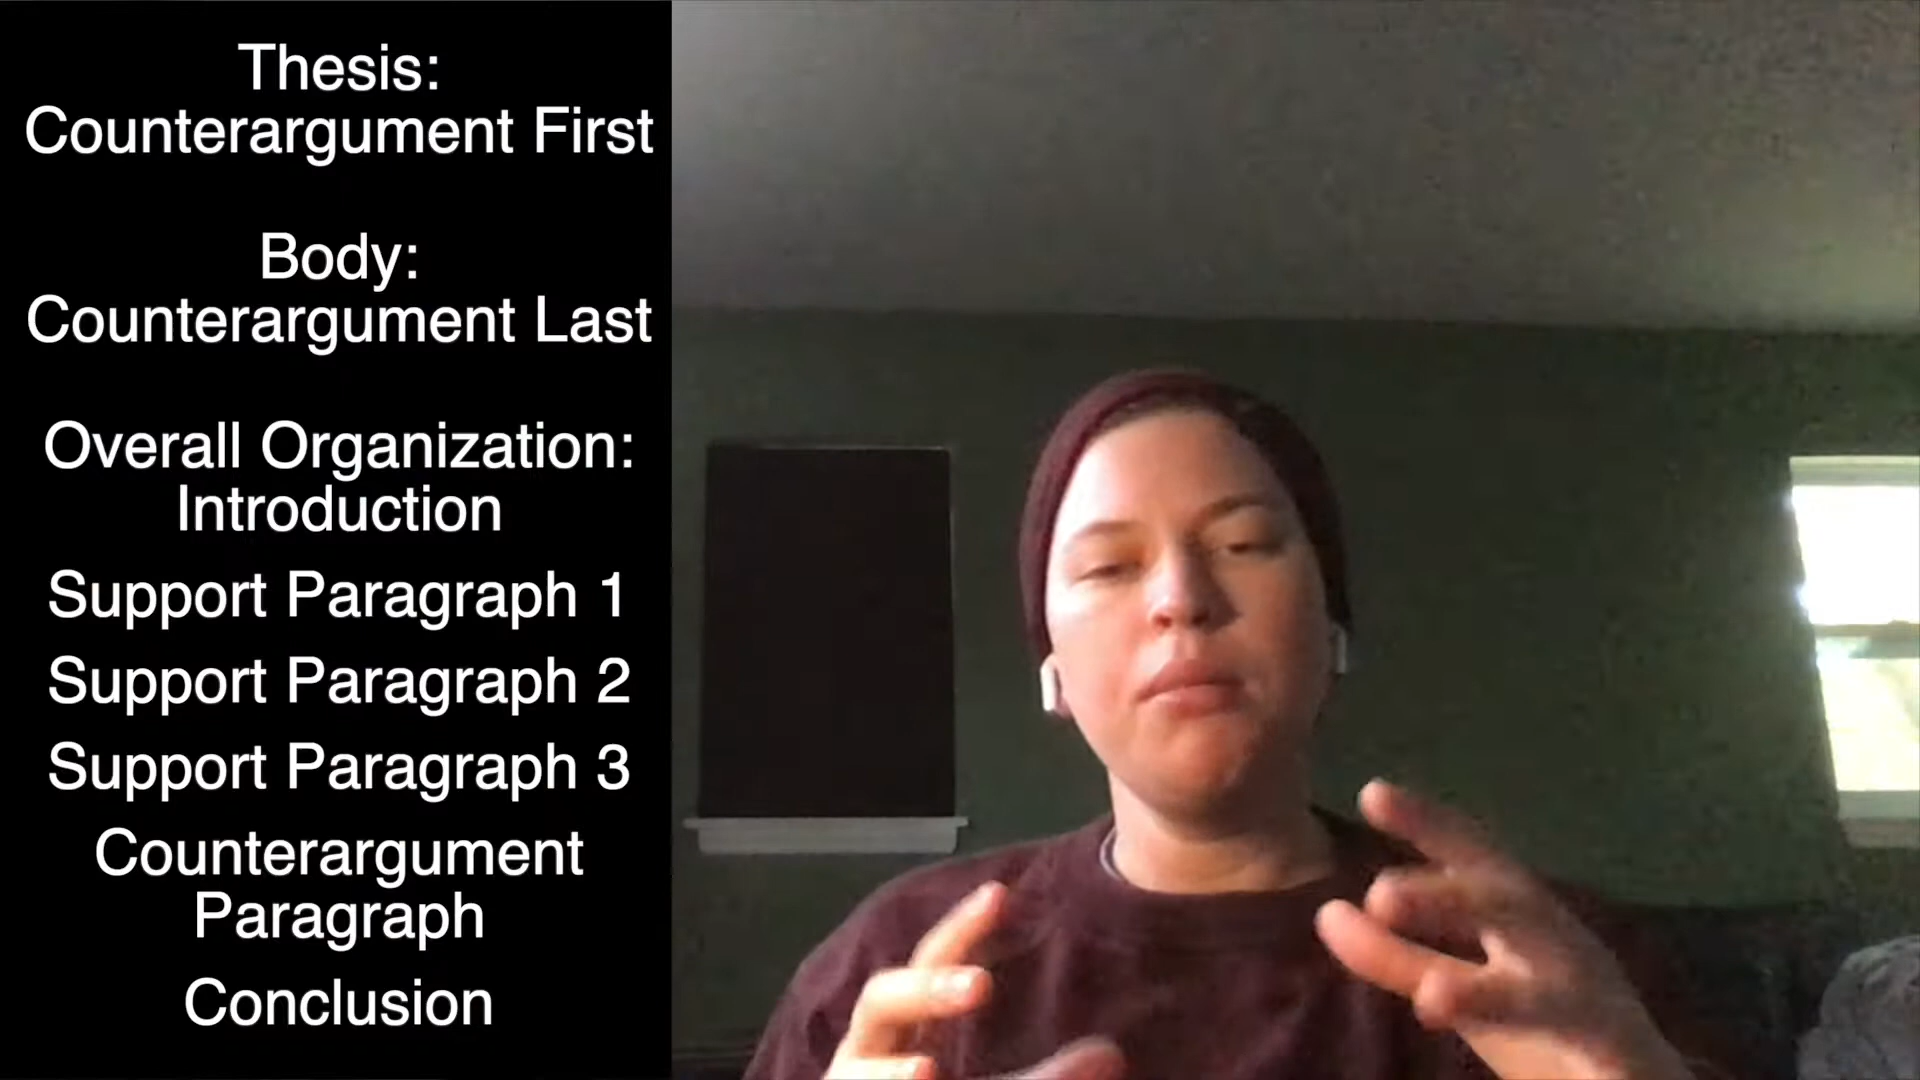 Thesis:
Counterargument First
Body:
Counterargument Last
Overall Organization:
Introduction
Support Paragraph 1
Support Paragraph 2
Support Paragraph 3
Counterargument
Paragraph
Conclusion